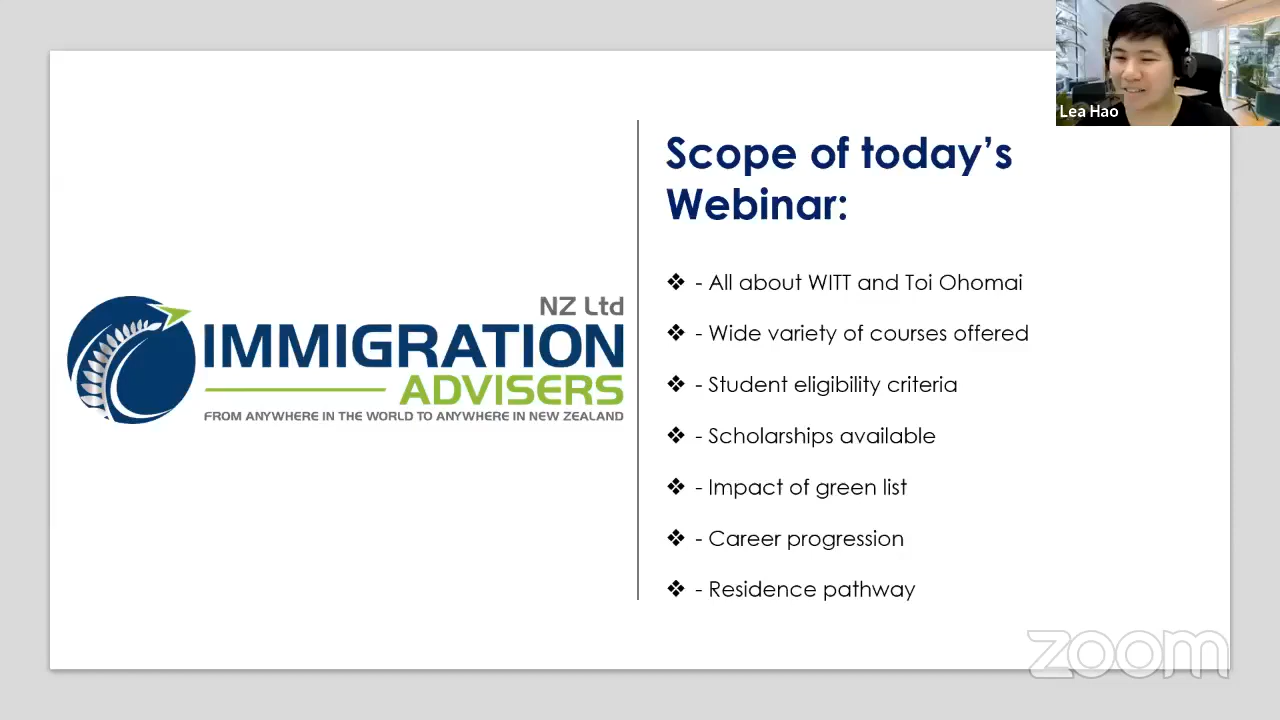 Lea Hao
Scope of today's
Webinar:
NZ Ltd
IMMIGRATION
ADVISERS
FROM ANYWHERE IN THE WORLD TO ANYWHERE IN NEW ZEALAND
❖ - All about WITT and Toi Ohomai
❖ - Wide variety of courses offered
❖ - Student eligibility criteria
❖ - Scholarships available
❖ - Impact of green list
❖ - Career progression
❖ - Residence pathway
zoom